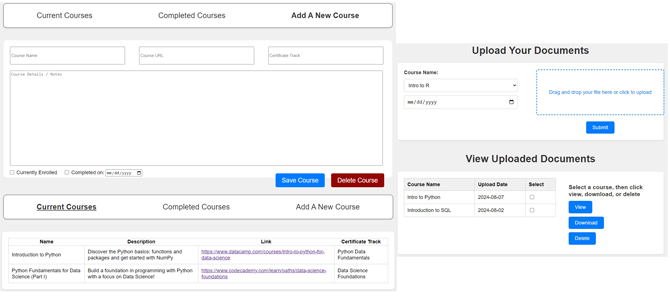 Current Courses Completed Courses Add A New Course
Course Name Course URL Certificate Track
Course Details / Notes
Currently Enrolled Completed on: mm/dd/yyyy
Save Course Delete Course
Current Courses Completed Courses Add A New Course
Name Description Link Certificate Track
Introduction to Python Discover the Python basics: functions and packages and get started with NumPy https://www.datacamp.com/courses/intro-to-python-for-data-science Python Data Fundamentals
Python Fundamentals for Data Science (Part I) Build a foundation in programming with Python with a focus on Data Science! https://www.codecademy.com/learn/paths/data-science-foundations Data Science Foundations
Upload Your Documents
Course Name:
Intro to R
mm/dd/yyyy
Drag and drop your file here or click to upload
Submit
View Uploaded Documents
Course Name Upload Date Select
Intro to Python 2024-08-07
Introduction to SQL 2024-08-02
Select a course, then click
view, download, or delete
View
Download
Delete